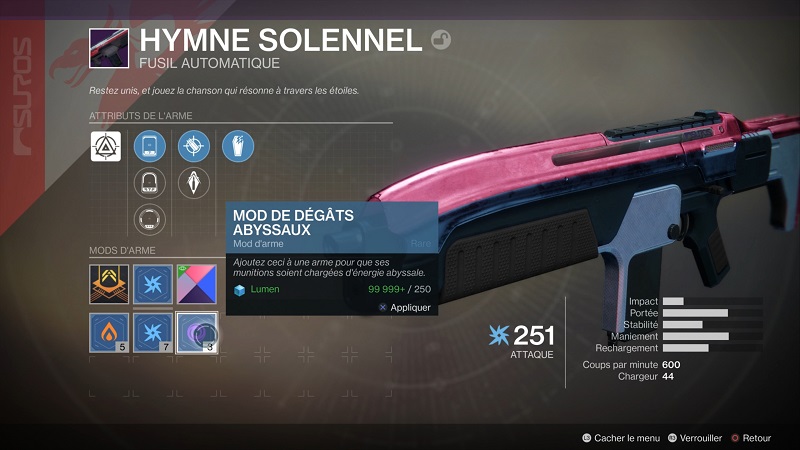 SUROS
HYMNE SOLENNEL
FUSIL AUTOMATIQUE
Restez unis, et jouez la chanson qui résonne à travers les étoiles.
ATTRIBUTS DE L'ARME
MOD DE DÉGÂTS
ABYSSAUX
Mod d'arme Rare
Ajoutez ceci à une arme pour que ses
munitions soient chargées d'énergie abyssale.
Lumen 99 999+ / 250
Appliquer
MODS D'ARME
5 7 3
251
ATTAQUE
Impact
Portée
Stabilité
Maniement
Rechargement
Coups par minute 600
Chargeur 44
Cacher le menu Verrouiller Retour